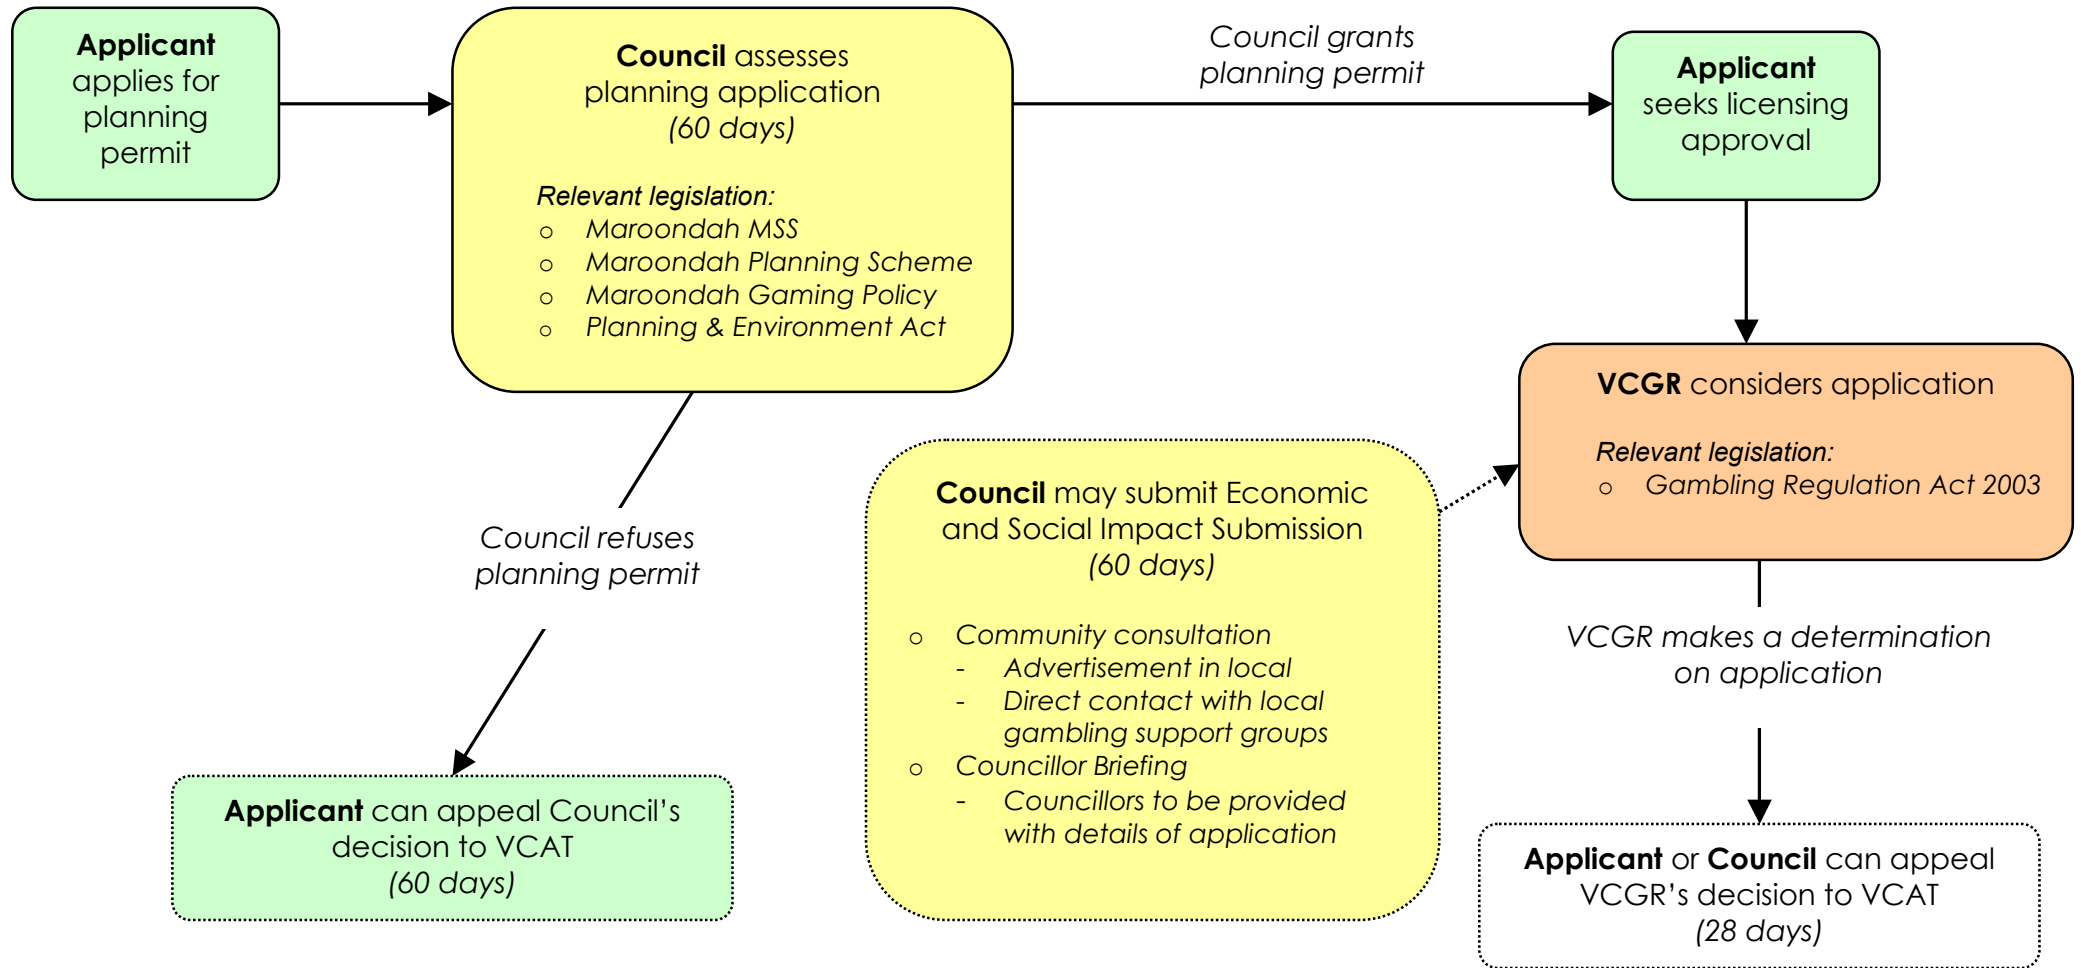 Applicant
applies for
planning
permit
Council assesses
planning application
(60 days)
Relevant legislation:
o Maroondah MSS
o Maroondah Planning Scheme
o Maroondah Gaming Policy
o Planning & Environment Act
Council grants
planning permit
Applicant
seeks licensing
approval
VCGR considers application
Relevant legislation:
o Gambling Regulation Act 2003
Council refuses
planning permit
Council may submit Economic
and Social Impact Submission
(60 days)
o Community consultation
- Advertisement in local
- Direct contact with local
gambling support groups
o Councillor Briefing
- Councillors to be provided
with details of application
VCGR makes a determination
on application
Applicant can appeal Council’s
decision to VCAT
(60 days)
Applicant or Council can appeal
VCGR’s decision to VCAT
(28 days)